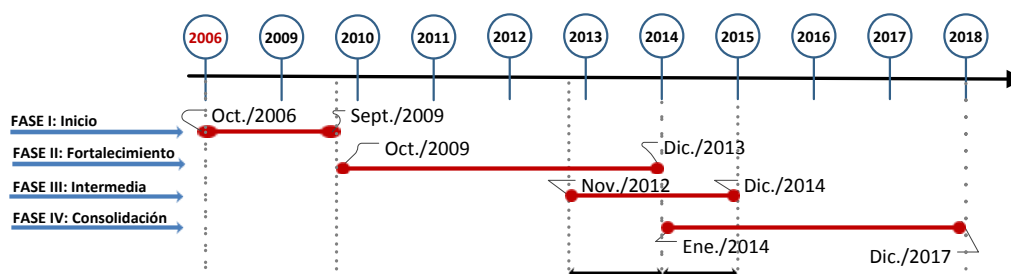 2006 2009 2010 2011 2012 2013 2014 2015 2016 2017 2018
FASE I: Inicio
Oct./2006 Sept./2009
FASE II: Fortalecimiento
Oct./2009 Dic./2013
FASE III: Intermedia
Nov./2012 Dic./2014
FASE IV: Consolidación
Ene./2014 Dic./2017